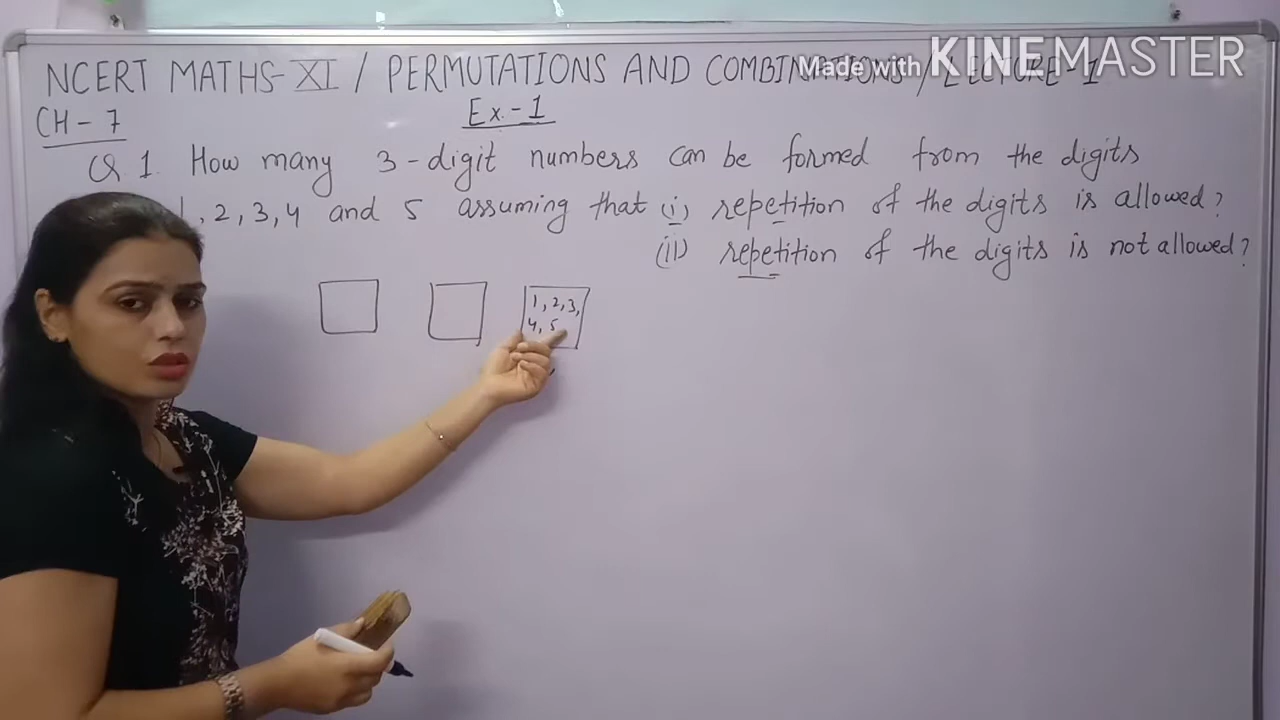 NCERT MATHS-XI / PERMUTATIONS AND COMBINATIONS / LECTURE-1
Made with KINEMASTER
CH-7
Ex.-1
Q 1. How many 3-digit numbers can be formed from the digits
1, 2, 3, 4 and 5 assuming that (i) repetition of the digits is allowed?
(ii) repetition of the digits is not allowed?
1, 2, 3,
4, 5